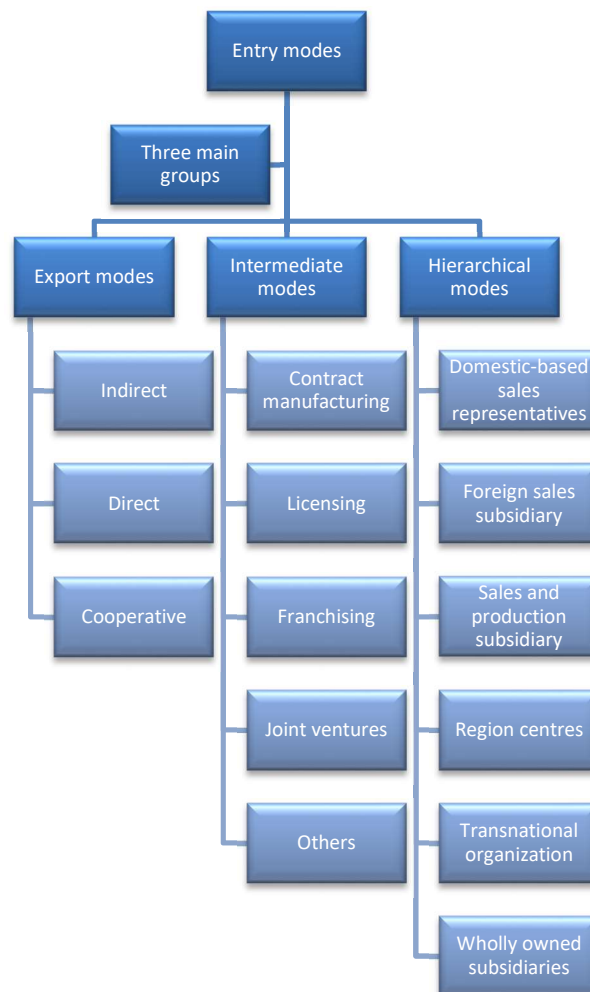 Entry modes
Three main
groups
Export modes
Intermediate
modes
Hierarchical
modes
Indirect
Direct
Cooperative
Contract
manufacturing
Licensing
Franchising
Joint ventures
Others
Domestic-based
sales
representatives
Foreign sales
subsidiary
Sales and
production
subsidiary
Region centres
Transnational
organization
Wholly owned
subsidiaries